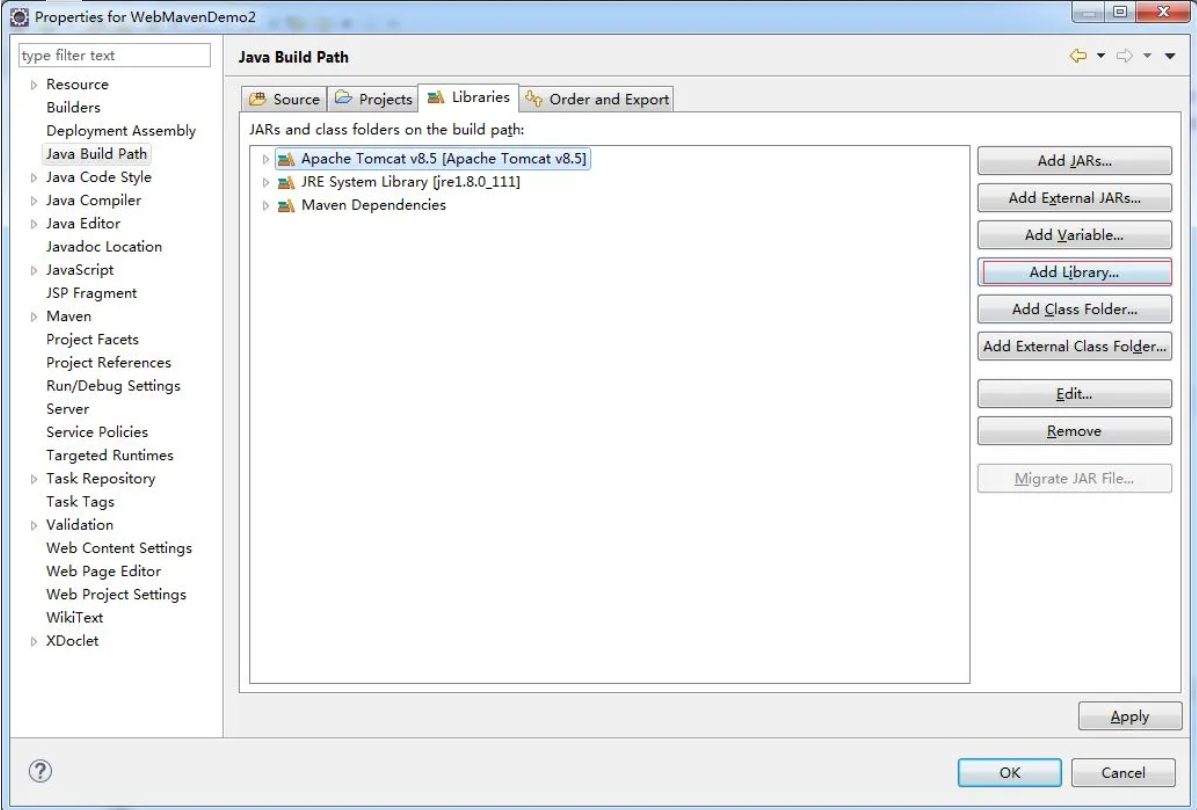 Properties for WebMavenDemo2
type filter text
Resource
Builders
Deployment Assembly
Java Build Path
Java Code Style
Java Compiler
Java Editor
Javadoc Location
JavaScript
JSP Fragment
Maven
Project Facets
Project References
Run/Debug Settings
Server
Service Policies
Targeted Runtimes
Task Repository
Task Tags
Validation
Web Content Settings
Web Page Editor
Web Project Settings
WikiText
XDoclet
Java Build Path
Source Projects Libraries Order and Export
JARs and class folders on the build path:
Apache Tomcat v8.5 [Apache Tomcat v8.5]
JRE System Library [jre1.8.0_111]
Maven Dependencies
Add JARs...
Add External JARs...
Add Variable...
Add Library...
Add Class Folder...
Add External Class Folder...
Edit...
Remove
Migrate JAR File...
Apply
?
OK Cancel